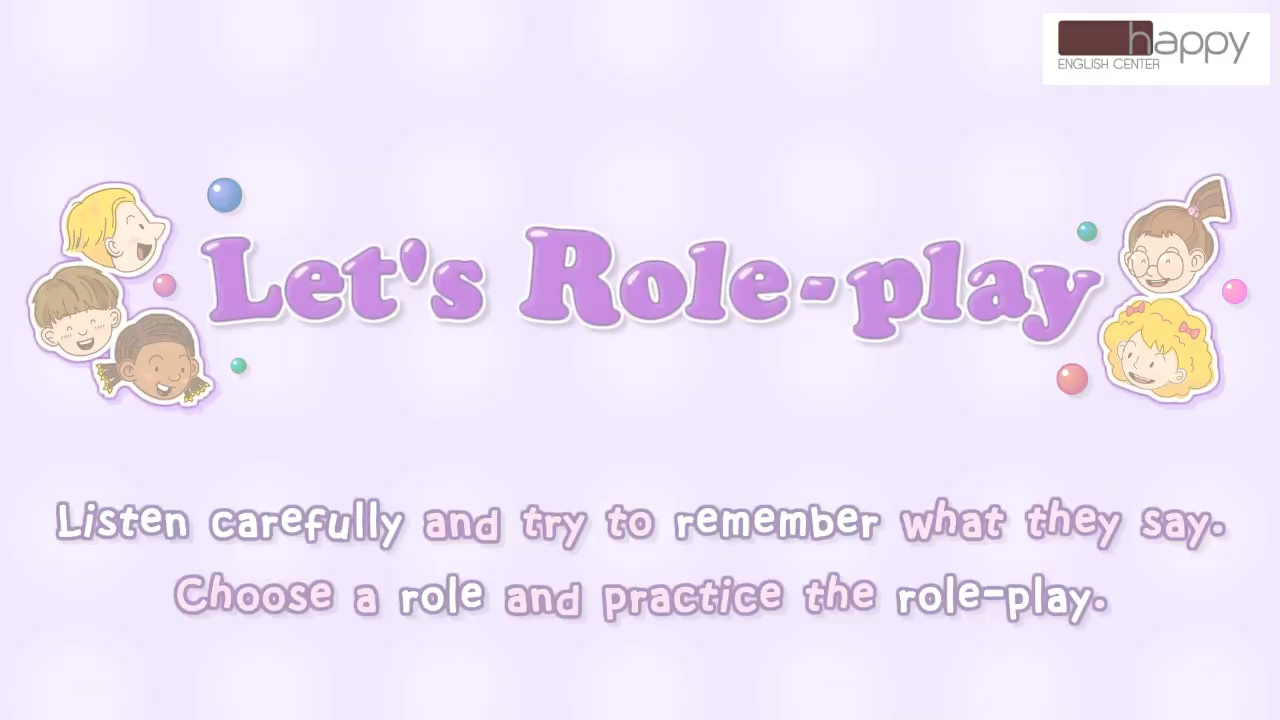 happy
ENGLISH CENTER
Let's Role-play
Listen carefully and try to remember what they say.
Choose a role and practice the role-play.